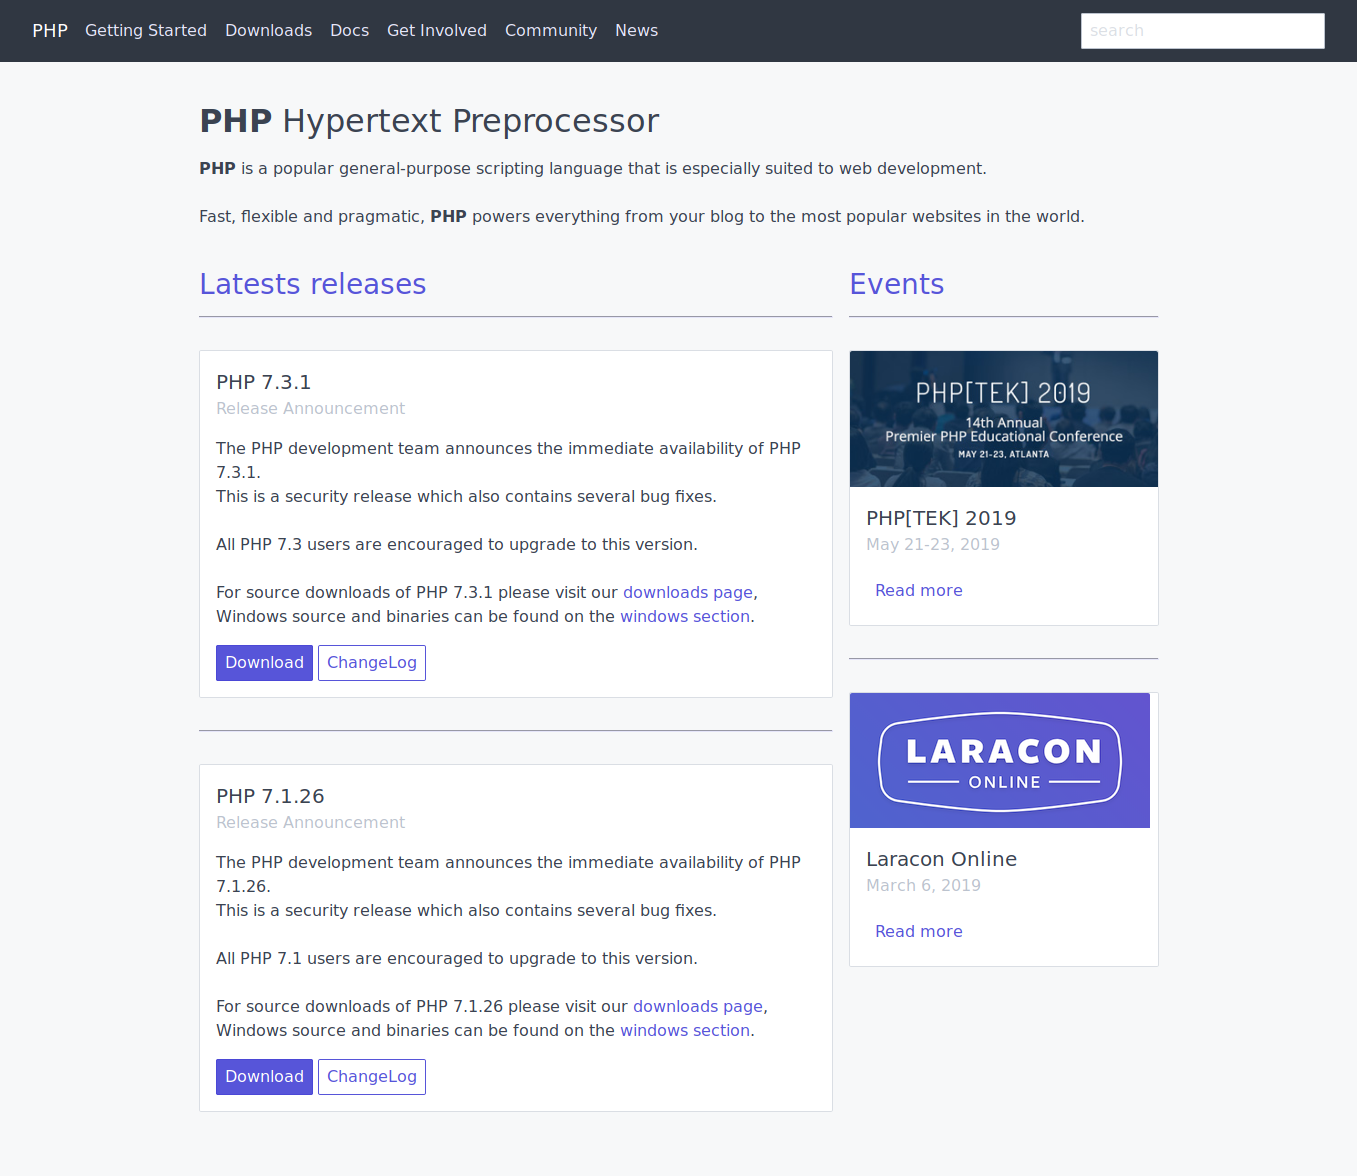 PHP Getting Started Downloads Docs Get Involved Community News search
PHP Hypertext Preprocessor
PHP is a popular general-purpose scripting language that is especially suited to web development.
Fast, flexible and pragmatic, PHP powers everything from your blog to the most popular websites in the world.
Latests releases
PHP 7.3.1
Release Announcement
The PHP development team announces the immediate availability of PHP
7.3.1.
This is a security release which also contains several bug fixes.
All PHP 7.3 users are encouraged to upgrade to this version.
For source downloads of PHP 7.3.1 please visit our downloads page,
Windows source and binaries can be found on the windows section.
Download ChangeLog
PHP 7.1.26
Release Announcement
The PHP development team announces the immediate availability of PHP
7.1.26.
This is a security release which also contains several bug fixes.
All PHP 7.1 users are encouraged to upgrade to this version.
For source downloads of PHP 7.1.26 please visit our downloads page,
Windows source and binaries can be found on the windows section.
Download ChangeLog
Events
PHP[TEK] 2019
14th Annual
Premier PHP Educational Conference
MAY 21-23, ATLANTA
PHP[TEK] 2019
May 21-23, 2019
Read more
LARACON
ONLINE
Laracon Online
March 6, 2019
Read more